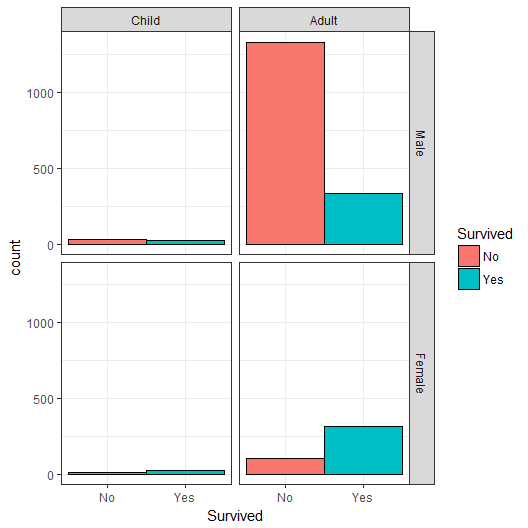 Child Adult
1000
500
0
Male
count
1000
500
0
Female
No Yes No Yes
Survived
Survived
No
Yes